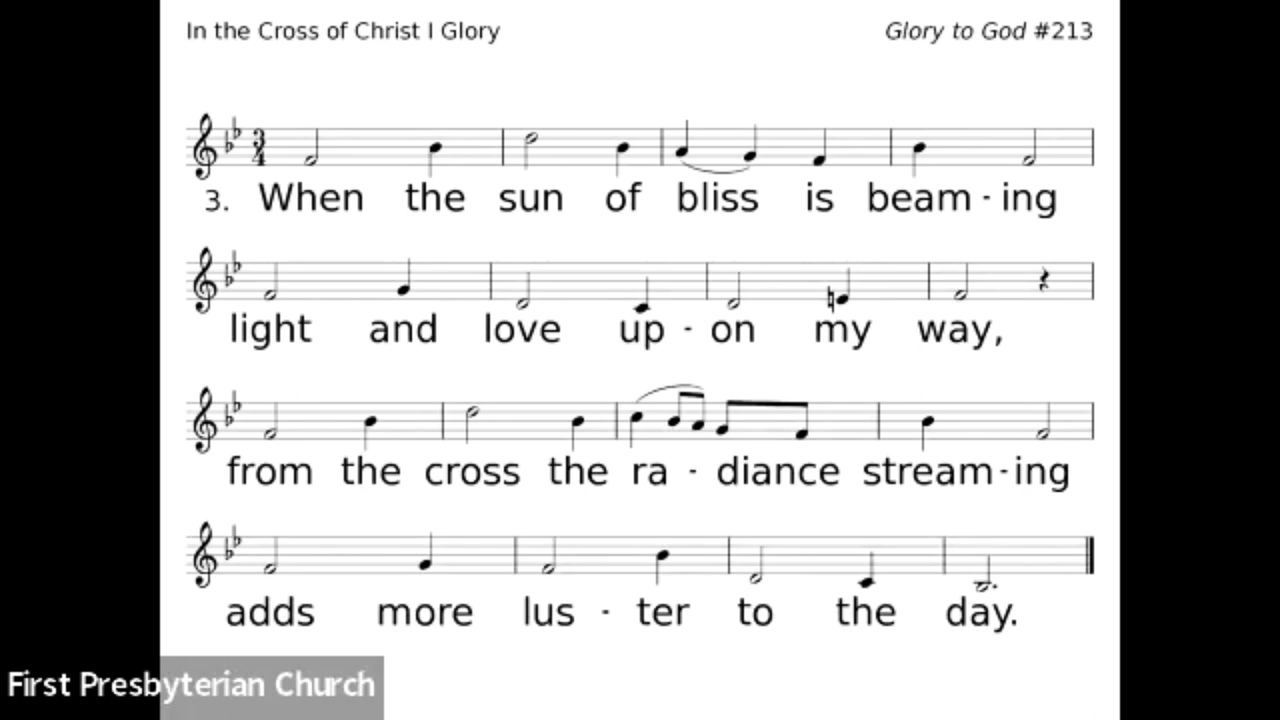 In the Cross of Christ I Glory
Glory to God #213
3
4
3. When the sun of bliss is beam - ing
light and love up - on my way,
from the cross the ra - diance stream - ing
adds more lus - ter to the day.
First Presbyterian Church